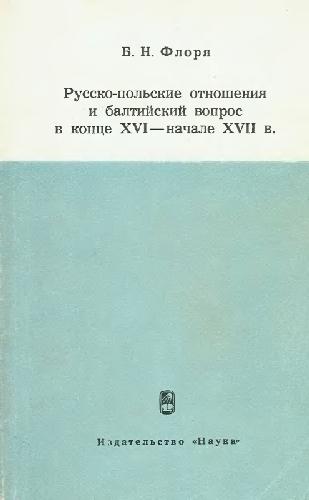 Б. Н. Флоря
Русско-польские отношения
и балтийский вопрос
в конце XVI—начале XVII в.
Издательство «Наука»